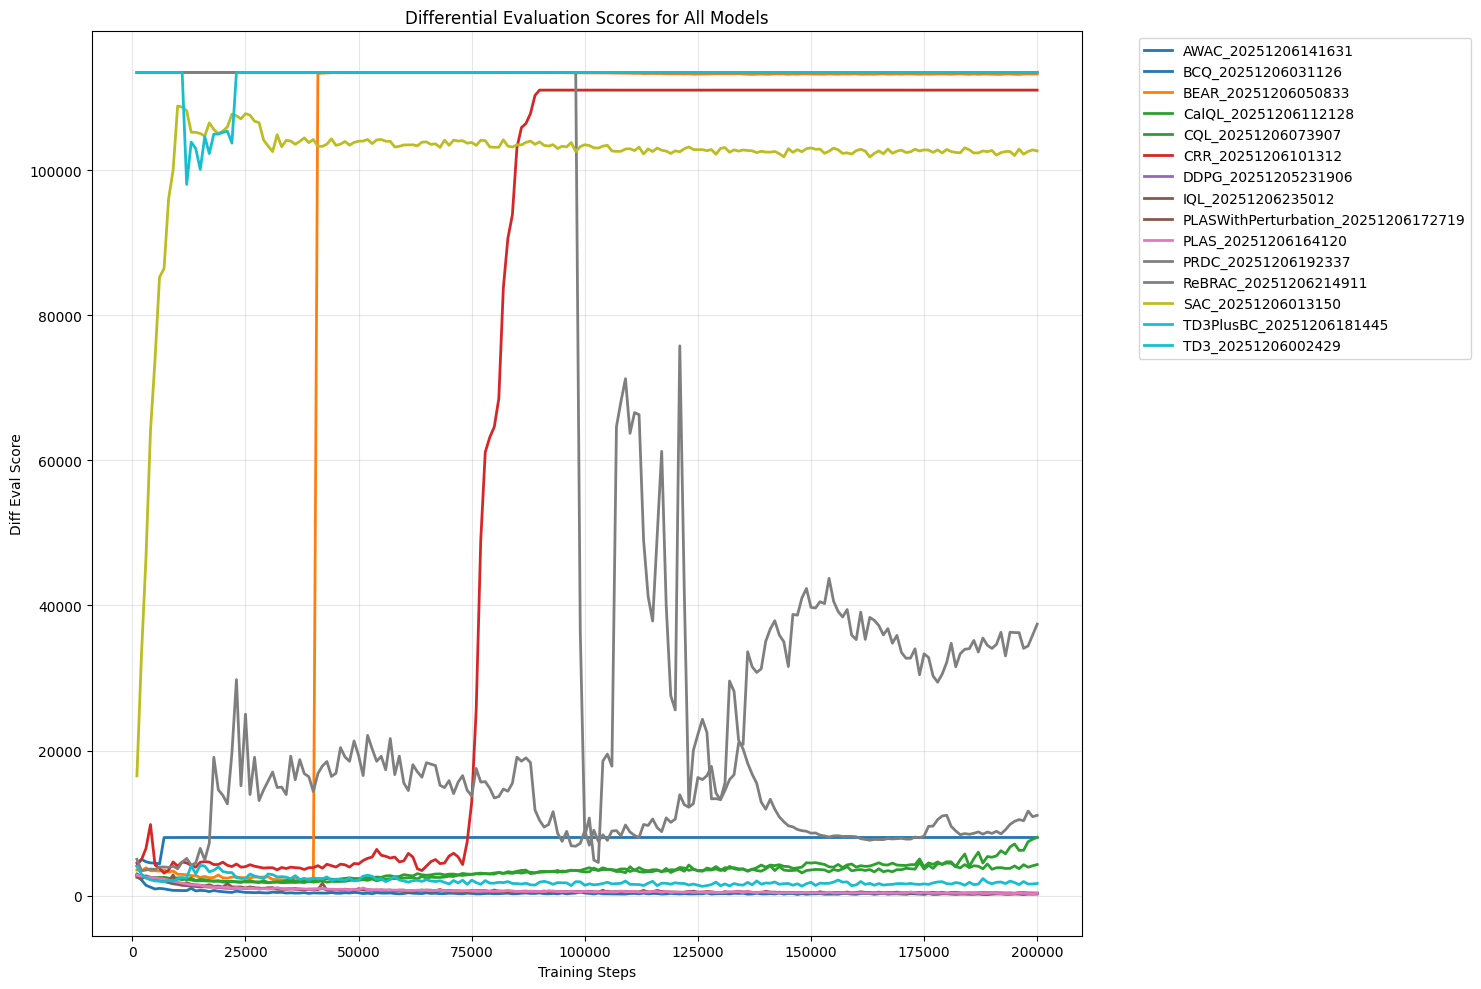 Differential Evaluation Scores for All Models
AWAC_20251206141631
BCQ_20251206031126
BEAR_20251206050833
CalQL_20251206112128
CQL_20251206073907
CRR_20251206101312
DDPG_20251205231906
IQL_20251206235012
PLASWithPerturbation_20251206172719
PLAS_20251206164120
PRDC_20251206192337
ReBRAC_20251206214911
SAC_20251206013150
TD3PlusBC_20251206181445
TD3_20251206002429
Diff Eval Score
100000
80000
60000
40000
20000
0
0 25000 50000 75000 100000 125000 150000 175000 200000
Training Steps